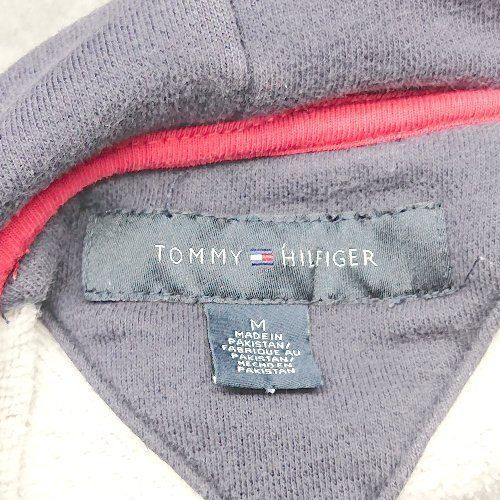 TOMMY HILFIGER
M
MADE IN
PAKISTAN/
FABRIQUE AU
PAKISTAN/
HECHO EN
PAKISTAN